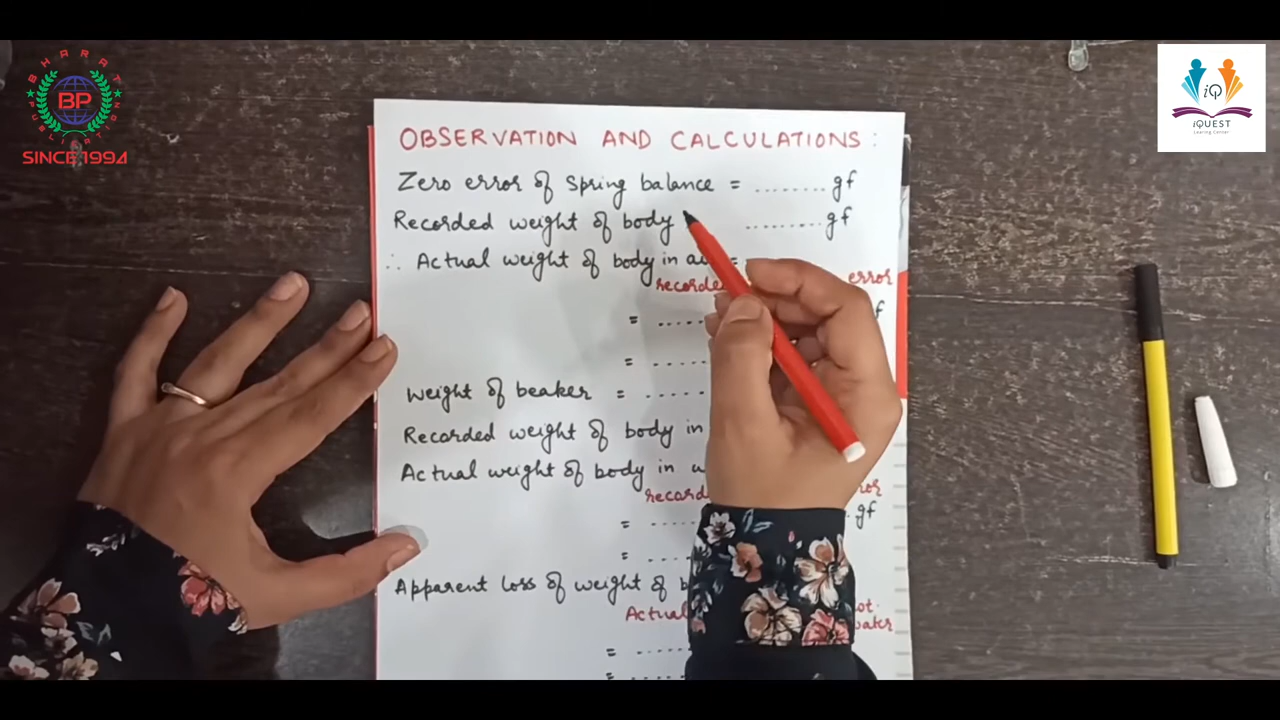 BHARAT
BP
PUBLICATIONS
SINCE 1994
iQ
iQUEST
OBSERVATION AND CALCULATIONS :
Zero error of Spring balance = ........ gf
Recorded weight of body ......... gf
∴ Actual weight of body in =
recorded error
= .....
= .....
weight of beaker = .....
Recorded weight of body in
Actual weight of body in
= ..... gf
= .....
Apparent loss of weight of
Actual
= .....
= .....